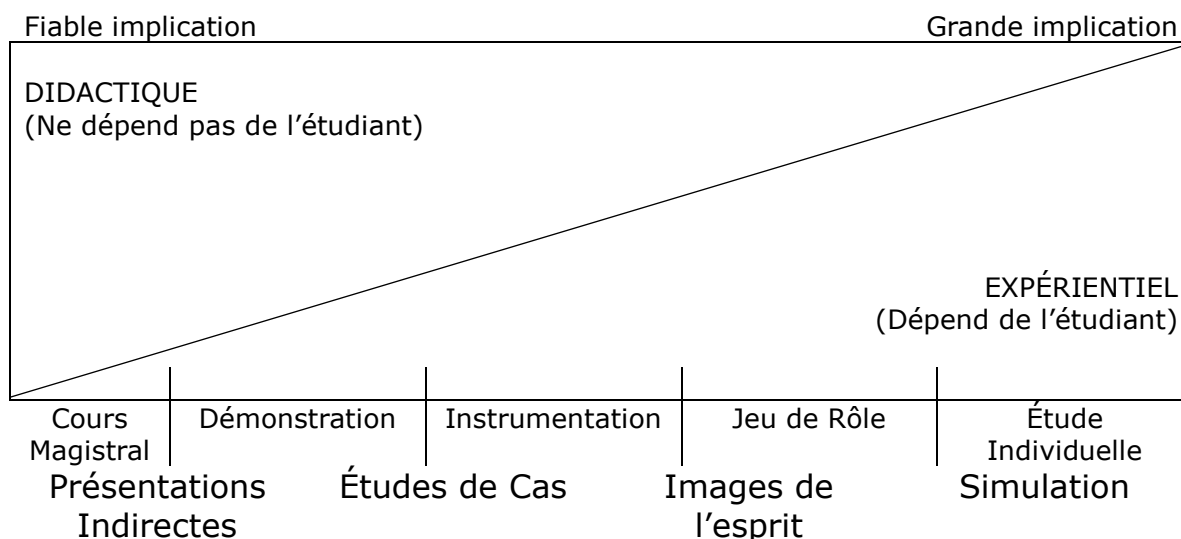 Fiable implication
Grande implication
DIDACTIQUE
(Ne dépend pas de l’étudiant)
EXPÉRIENTIEL
(Dépend de l’étudiant)
Cours
Magistral
Démonstration
Instrumentation
Jeu de Rôle
Étude
Individuelle
Présentations
Indirectes
Études de Cas
Images de
l’esprit
Simulation